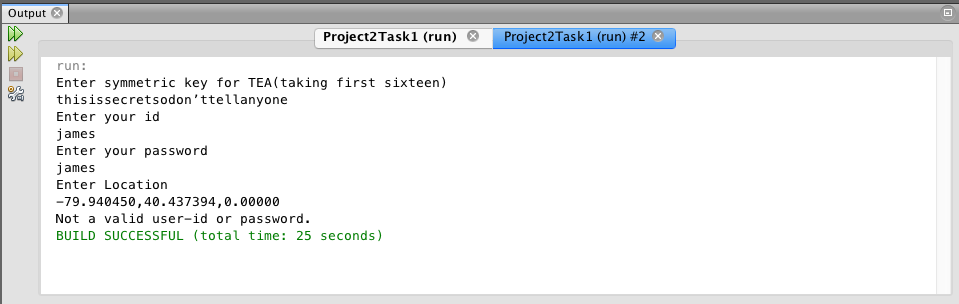 Output
Project2Task1 (run) Project2Task1 (run) #2
run:
Enter symmetric key for TEA(taking first sixteen)
thisissecretsodon’ttellanyone
Enter your id
james
Enter your password
james
Enter Location
-79.940450,40.437394,0.00000
Not a valid user-id or password.
BUILD SUCCESSFUL (total time: 25 seconds)